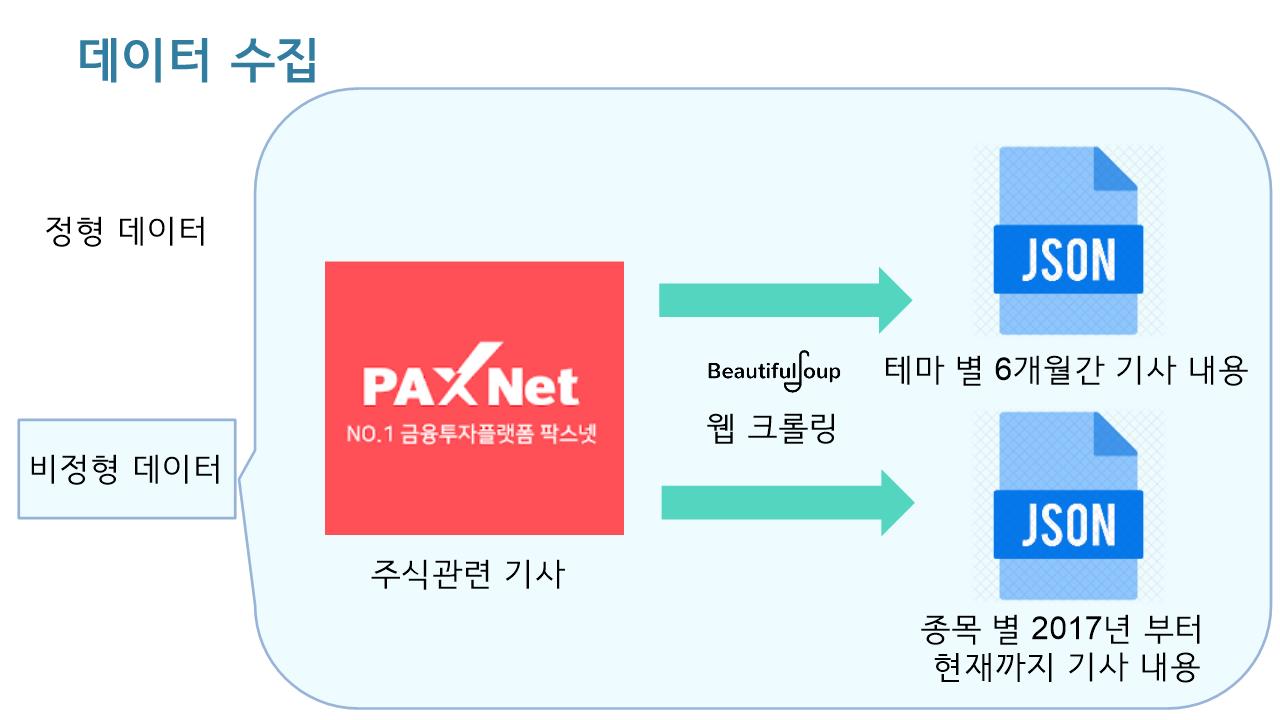 데이터 수집
정형 데이터
비정형 데이터
PAXNet
NO.1 금융투자플랫폼 팍스넷
주식관련 기사
BeautifulSoup
웹 크롤링
JSON
테마 별 6개월간 기사 내용
JSON
종목 별 2017년 부터
현재까지 기사 내용